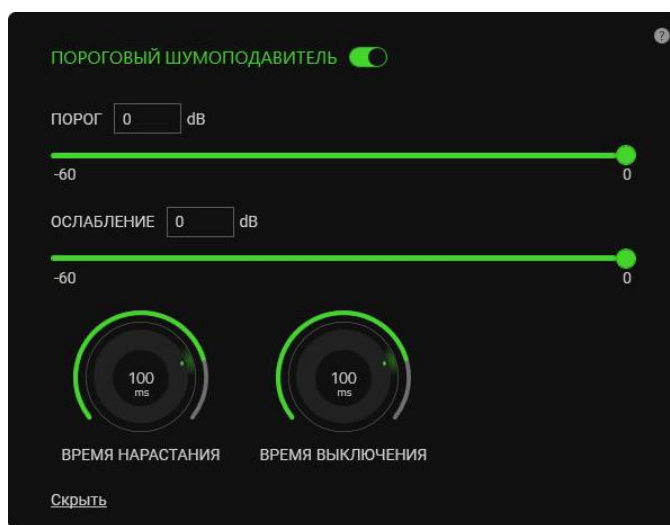 ?
ПОРОГОВЫЙ ШУМОПОДАВИТЕЛЬ
ПОРОГ 0 dB
-60 0
ОСЛАБЛЕНИЕ 0 dB
-60 0
100 100
ms ms
ВРЕМЯ НАРАСТАНИЯ ВРЕМЯ ВЫКЛЮЧЕНИЯ
Скрыть